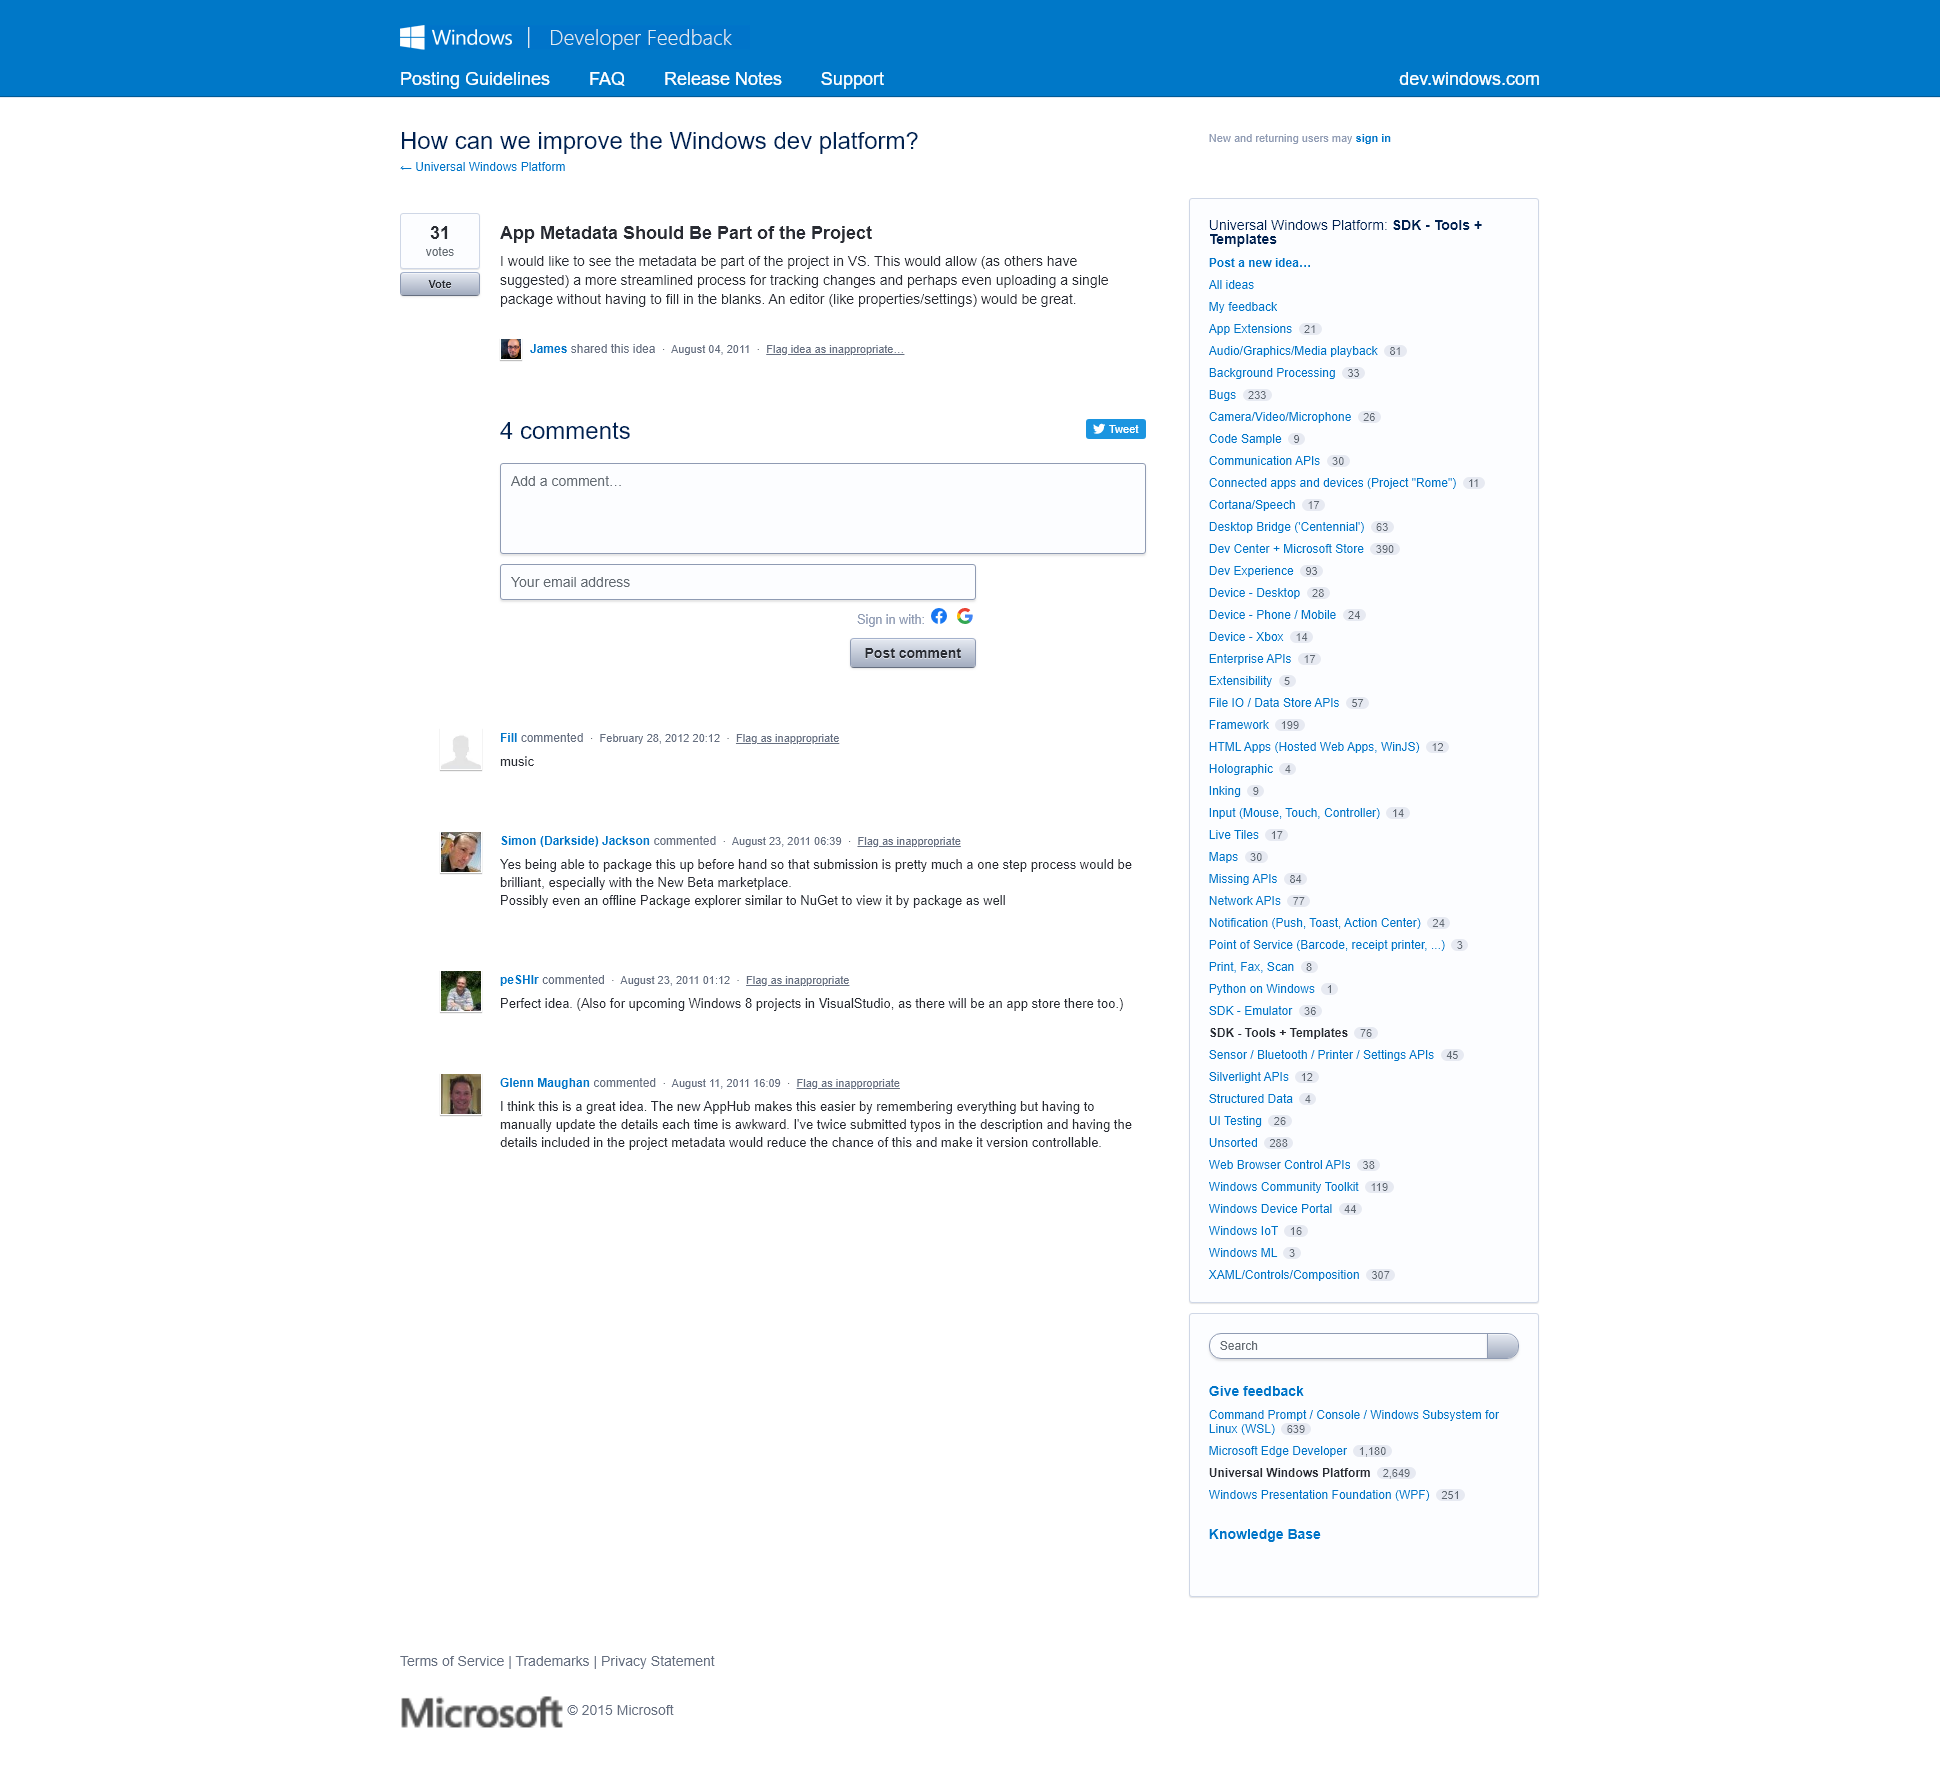 Windows | Developer Feedback
Posting Guidelines FAQ Release Notes Support dev.windows.com
How can we improve the Windows dev platform?
← Universal Windows Platform
New and returning users may sign in
31
votes
Vote
App Metadata Should Be Part of the Project
I would like to see the metadata be part of the project in VS. This would allow (as others have
suggested) a more streamlined process for tracking changes and perhaps even uploading a single
package without having to fill in the blanks. An editor (like properties/settings) would be great.
James shared this idea · August 04, 2011 · Flag idea as inappropriate…
4 comments
Tweet
Add a comment…
Your email address
Sign in with:
Post comment
Fill commented · February 28, 2012 20:12 · Flag as inappropriate
music
Simon (Darkside) Jackson commented · August 23, 2011 06:39 · Flag as inappropriate
Yes being able to package this up before hand so that submission is pretty much a one step process would be
brilliant, especially with the New Beta marketplace.
Possibly even an offline Package explorer similar to NuGet to view it by package as well
peSHIr commented · August 23, 2011 01:12 · Flag as inappropriate
Perfect idea. (Also for upcoming Windows 8 projects in VisualStudio, as there will be an app store there too.)
Glenn Maughan commented · August 11, 2011 16:09 · Flag as inappropriate
I think this is a great idea. The new AppHub makes this easier by remembering everything but having to
manually update the details each time is awkward. I've twice submitted typos in the description and having the
details included in the project metadata would reduce the chance of this and make it version controllable.
Universal Windows Platform: SDK - Tools +
Templates
Post a new idea…
All ideas
My feedback
App Extensions 21
Audio/Graphics/Media playback 81
Background Processing 33
Bugs 233
Camera/Video/Microphone 26
Code Sample 9
Communication APIs 30
Connected apps and devices (Project "Rome") 11
Cortana/Speech 17
Desktop Bridge ('Centennial') 63
Dev Center + Microsoft Store 390
Dev Experience 93
Device - Desktop 28
Device - Phone / Mobile 24
Device - Xbox 14
Enterprise APIs 17
Extensibility 5
File IO / Data Store APIs 57
Framework 199
HTML Apps (Hosted Web Apps, WinJS) 12
Holographic 4
Inking 9
Input (Mouse, Touch, Controller) 14
Live Tiles 17
Maps 30
Missing APIs 84
Network APIs 77
Notification (Push, Toast, Action Center) 24
Point of Service (Barcode, receipt printer, ...) 3
Print, Fax, Scan 8
Python on Windows 1
SDK - Emulator 36
SDK - Tools + Templates 76
Sensor / Bluetooth / Printer / Settings APIs 45
Silverlight APIs 12
Structured Data 4
UI Testing 26
Unsorted 288
Web Browser Control APIs 38
Windows Community Toolkit 119
Windows Device Portal 44
Windows IoT 16
Windows ML 3
XAML/Controls/Composition 307
Search
Give feedback
Command Prompt / Console / Windows Subsystem for
Linux (WSL) 639
Microsoft Edge Developer 1,180
Universal Windows Platform 2,649
Windows Presentation Foundation (WPF) 251
Knowledge Base
Terms of Service | Trademarks | Privacy Statement
Microsoft © 2015 Microsoft